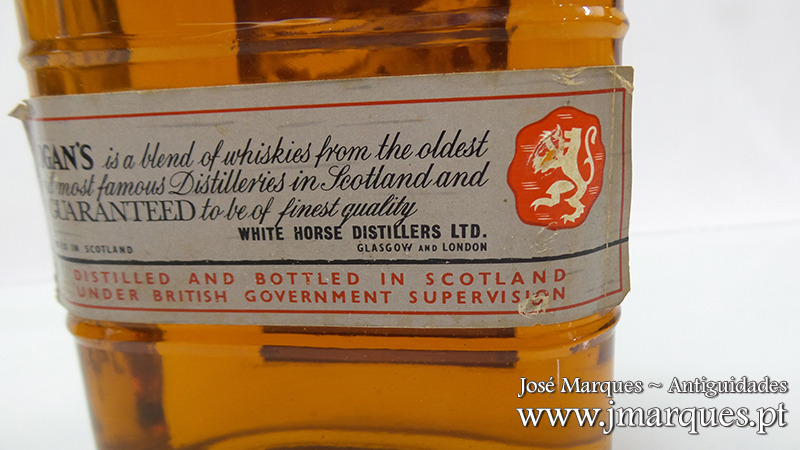 IGAN'S is a blend of whiskies from the oldest
most famous Distilleries in Scotland and
GUARANTEED to be of finest quality
WHITE HORSE DISTILLERS LTD.
IN SCOTLAND
GLASGOW AND LONDON
DISTILLED AND BOTTLED IN SCOTLAND
UNDER BRITISH GOVERNMENT SUPERVISION
José Marques ~ Antiguidades
www.jmarques.pt